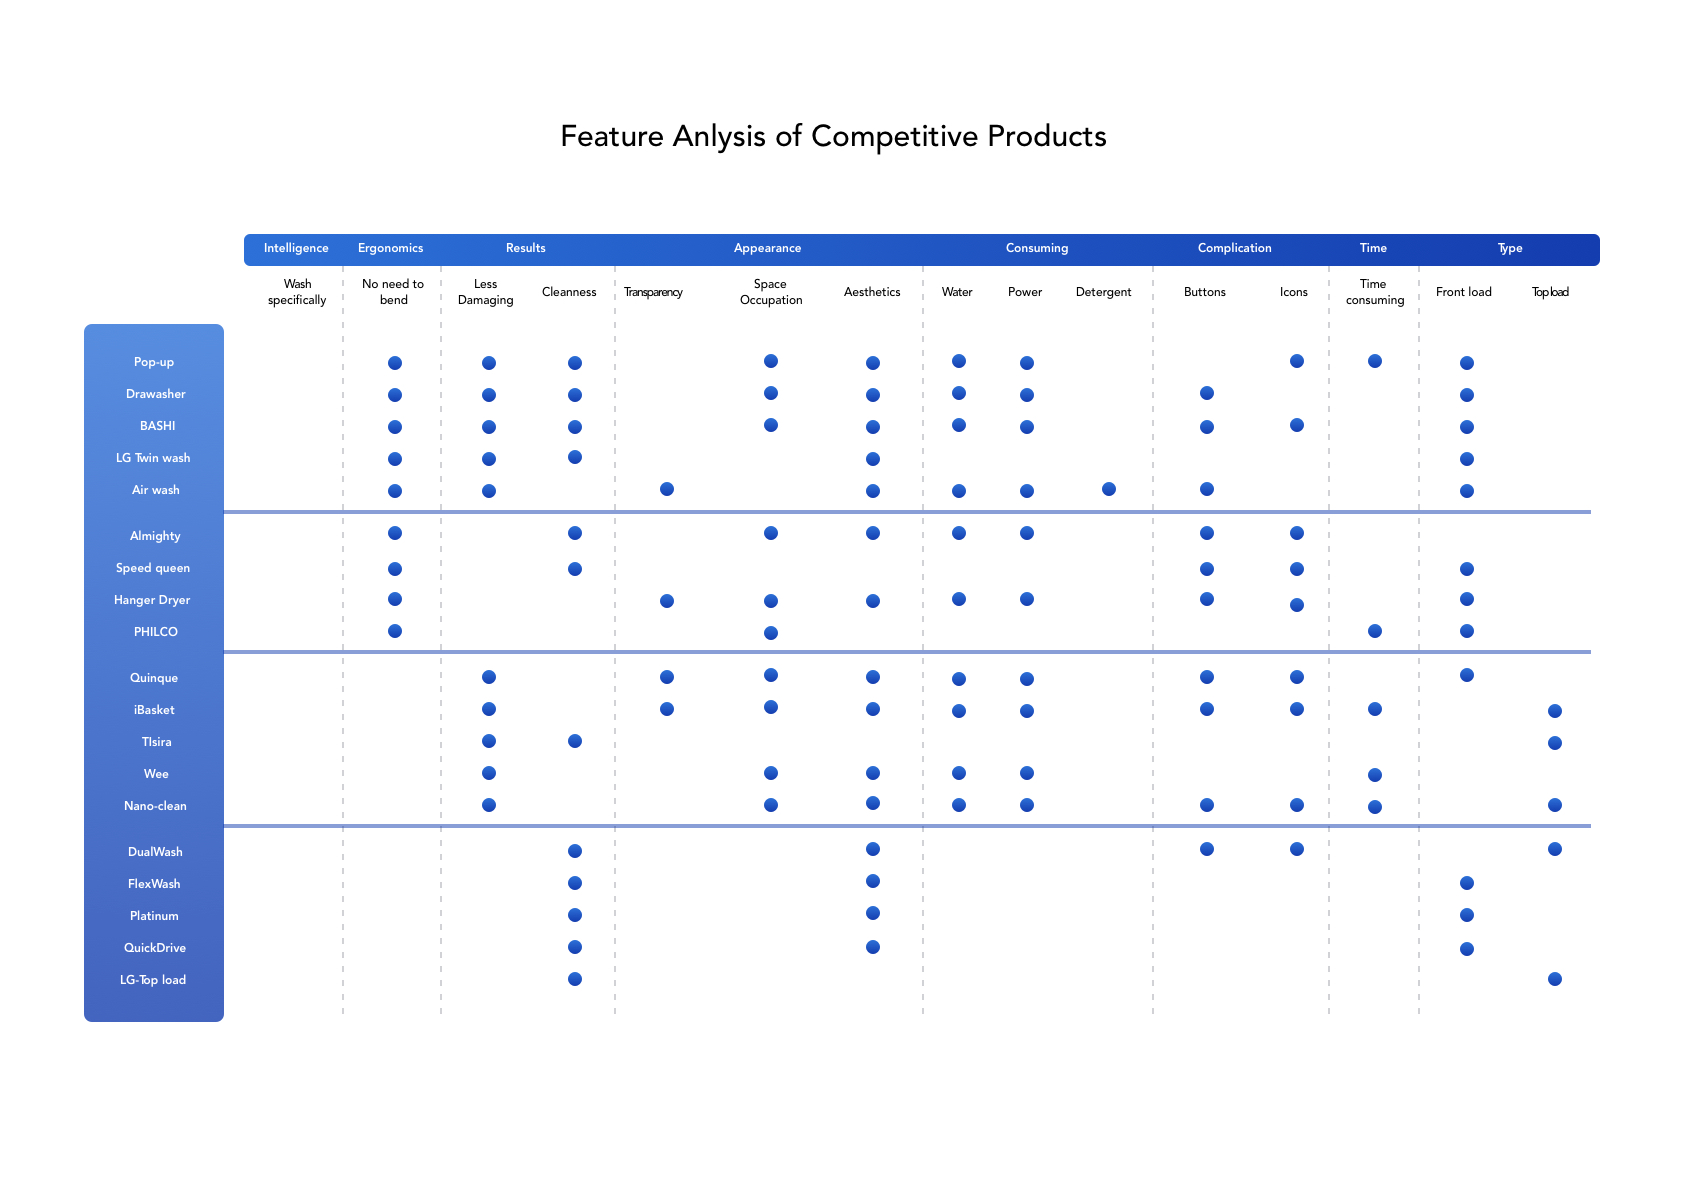 Feature Anlysis of Competitive Products
Intelligence Ergonomics Results Appearance Consuming Complication Time Type
Wash specifically
No need to bend
Less Damaging
Cleanness
Transparency
Space Occupation
Aesthetics
Water
Power
Detergent
Buttons
Icons
Time consuming
Front load
Top load
Pop-up
Drawasher
BASHI
LG Twin wash
Air wash
Almighty
Speed queen
Hanger Dryer
PHILCO
Quinque
iBasket
TIsira
Wee
Nano-clean
DualWash
FlexWash
Platinum
QuickDrive
LG-Top load